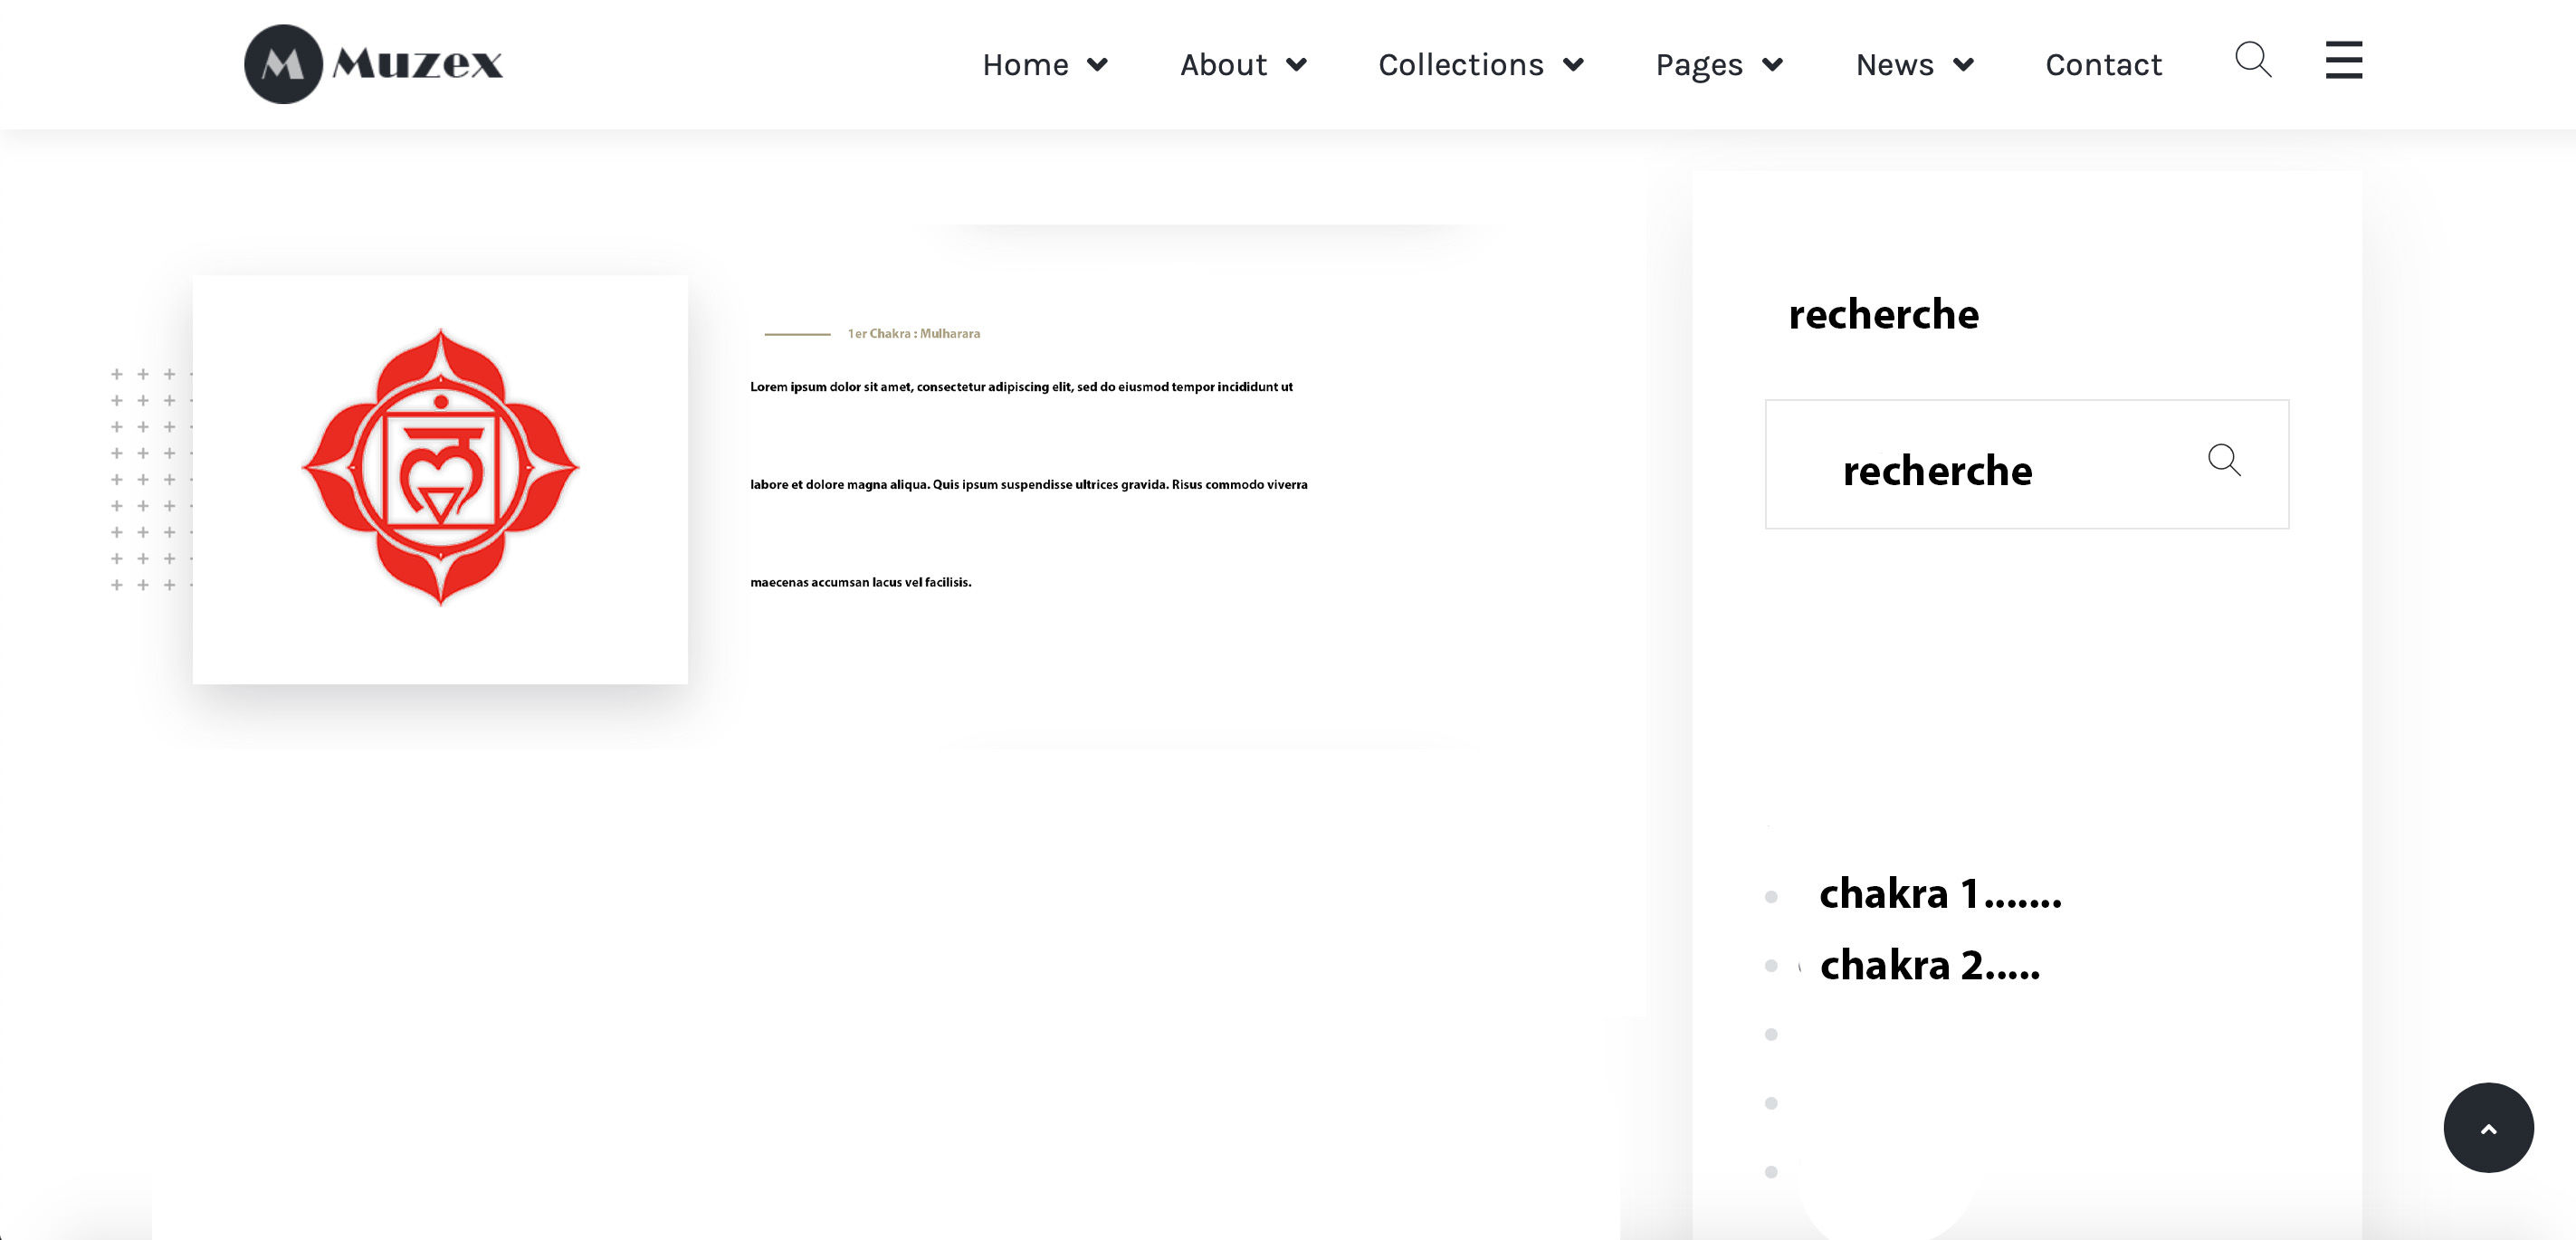 M Muzex
Home About Collections Pages News Contact
1er Chakra : Mulharara
Lorem ipsum dolor sit amet, consectetur adipiscing elit, sed do eiusmod tempor incididunt ut
labore et dolore magna aliqua. Quis ipsum suspendisse ultrices gravida. Risus commodo viverra
maecenas accumsan lacus vel facilisis.
लं
recherche
recherche
chakra 1.......
chakra 2.....